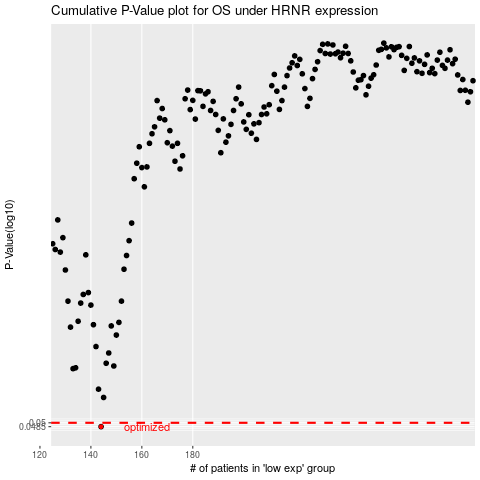 Cumulative P-Value plot for OS under HRNR expression
P-Value(log10)
0.05
0.0485
optimized
120 140 160 180
# of patients in 'low exp' group